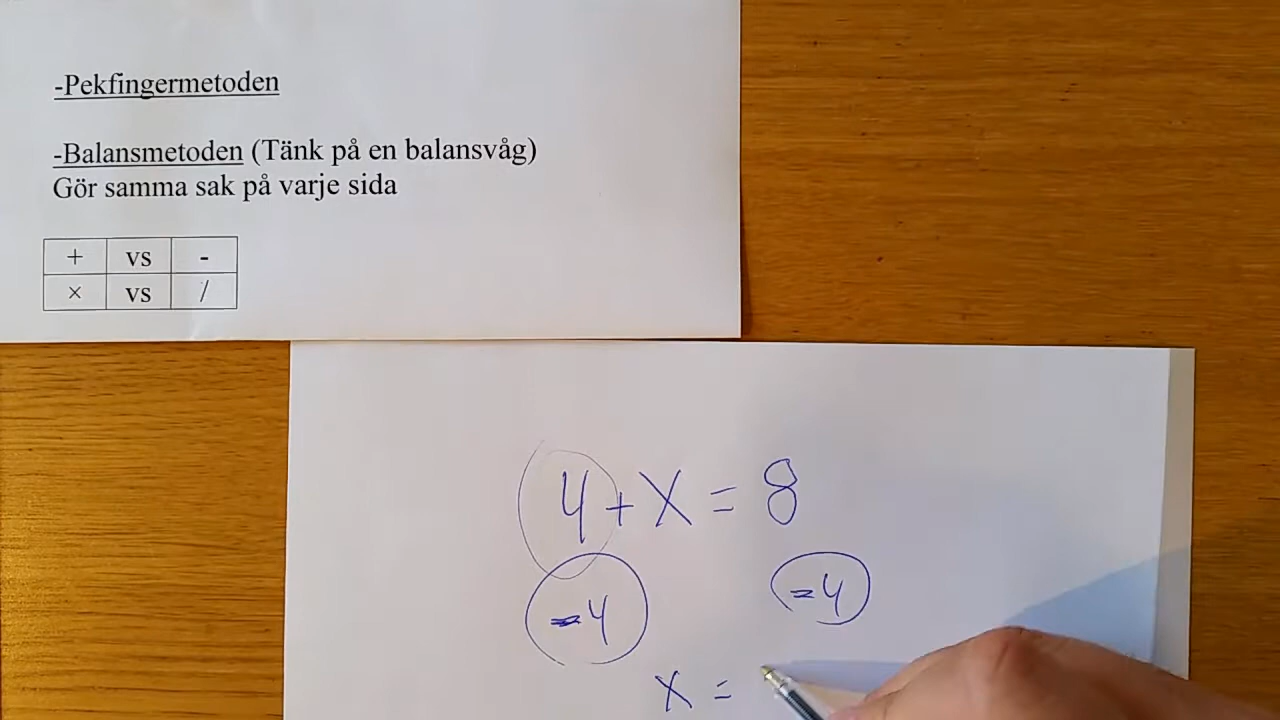 -Pekfingermetoden
-Balansmetoden (Tänk på en balansvåg)
Gör samma sak på varje sida
+ vs -
× vs /
4 + X = 8
-4 -4
X =